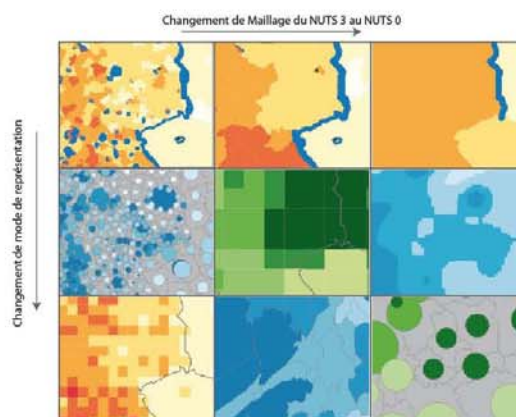 Changement de Maillage du NUTS 3 au NUTS 0
Changement de mode de représentation